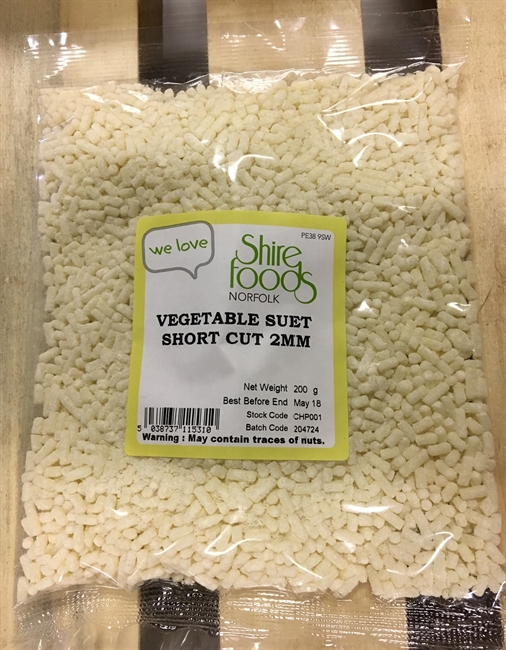 PE38 9SW
we love
Shire
foods
NORFOLK
VEGETABLE SUET
SHORT CUT 2MM
Net Weight 200 g
Best Before End May 18
Stock Code CHP001
Batch Code 204724
5 038737 115310
Warning : May contain traces of nuts.